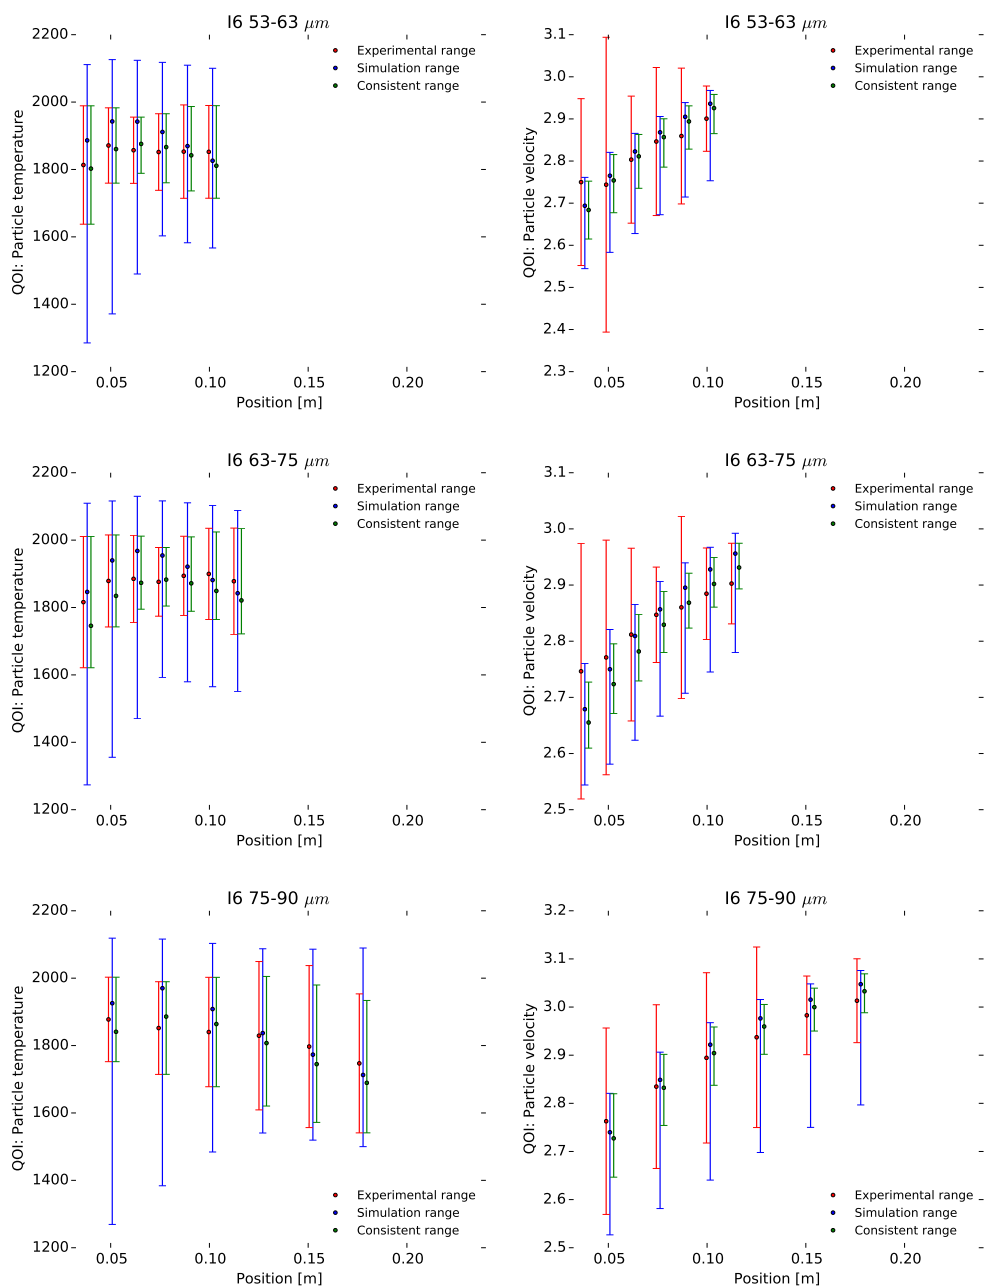 I6 53-63 μm
QOI: Particle temperature
2200
2000
1800
1600
1400
1200
0.05 0.10 0.15 0.20
Position [m]
Experimental range
Simulation range
Consistent range
I6 53-63 μm
QOI: Particle velocity
3.1
3.0
2.9
2.8
2.7
2.6
2.5
2.4
2.3
0.05 0.10 0.15 0.20
Position [m]
Experimental range
Simulation range
Consistent range
I6 63-75 μm
QOI: Particle temperature
2200
2000
1800
1600
1400
1200
0.05 0.10 0.15 0.20
Position [m]
Experimental range
Simulation range
Consistent range
I6 63-75 μm
QOI: Particle velocity
3.1
3.0
2.9
2.8
2.7
2.6
2.5
0.05 0.10 0.15 0.20
Position [m]
Experimental range
Simulation range
Consistent range
I6 75-90 μm
QOI: Particle temperature
2200
2000
1800
1600
1400
1200
0.05 0.10 0.15 0.20
Position [m]
Experimental range
Simulation range
Consistent range
I6 75-90 μm
QOI: Particle velocity
3.2
3.1
3.0
2.9
2.8
2.7
2.6
2.5
0.05 0.10 0.15 0.20
Position [m]
Experimental range
Simulation range
Consistent range